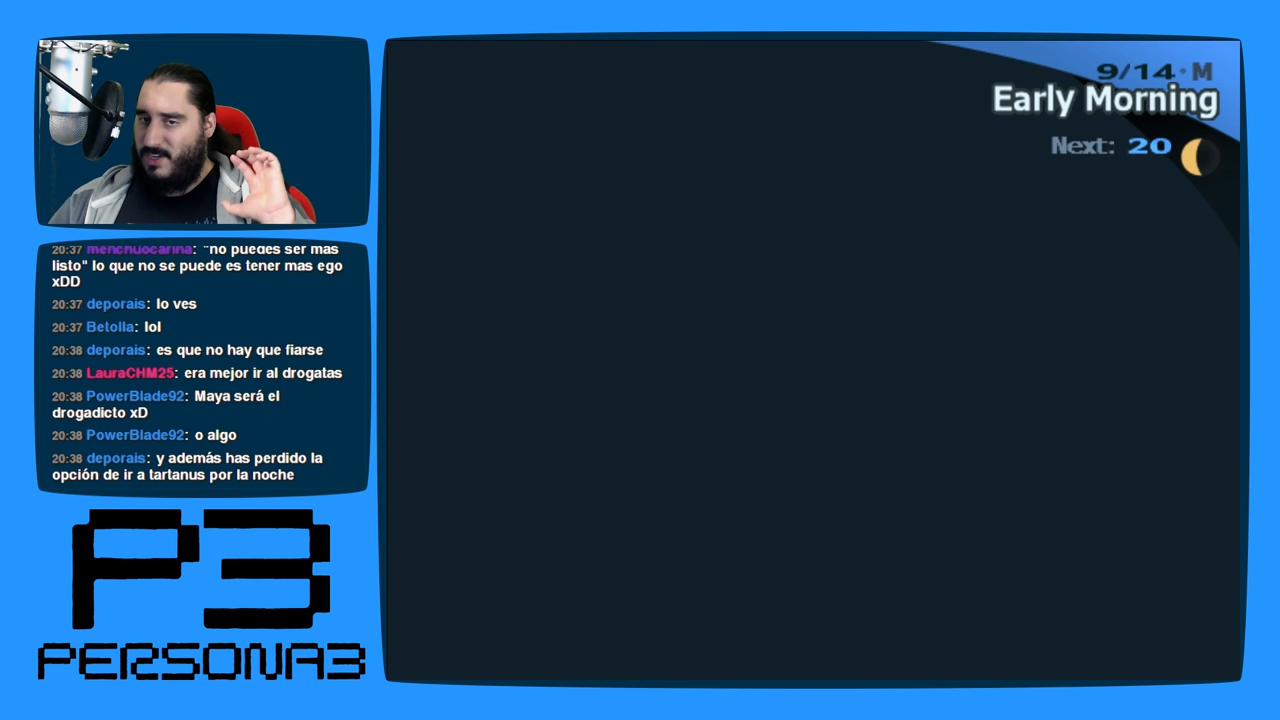 9/14·M
Early Morning
Next: 20
20:37 menchuocarina: "no puedes ser mas
listo" lo que no se puede es tener mas ego
xDD
20:37 deporais: lo ves
20:37 Betolla: lol
20:38 deporais: es que no hay que fiarse
20:38 LauraCHM25: era mejor ir al drogatas
20:38 PowerBlade92: Maya será el
drogadicto xD
20:38 PowerBlade92: o algo
20:38 deporais: y además has perdido la
opción de ir a tartanus por la noche
P3
PERSONA3